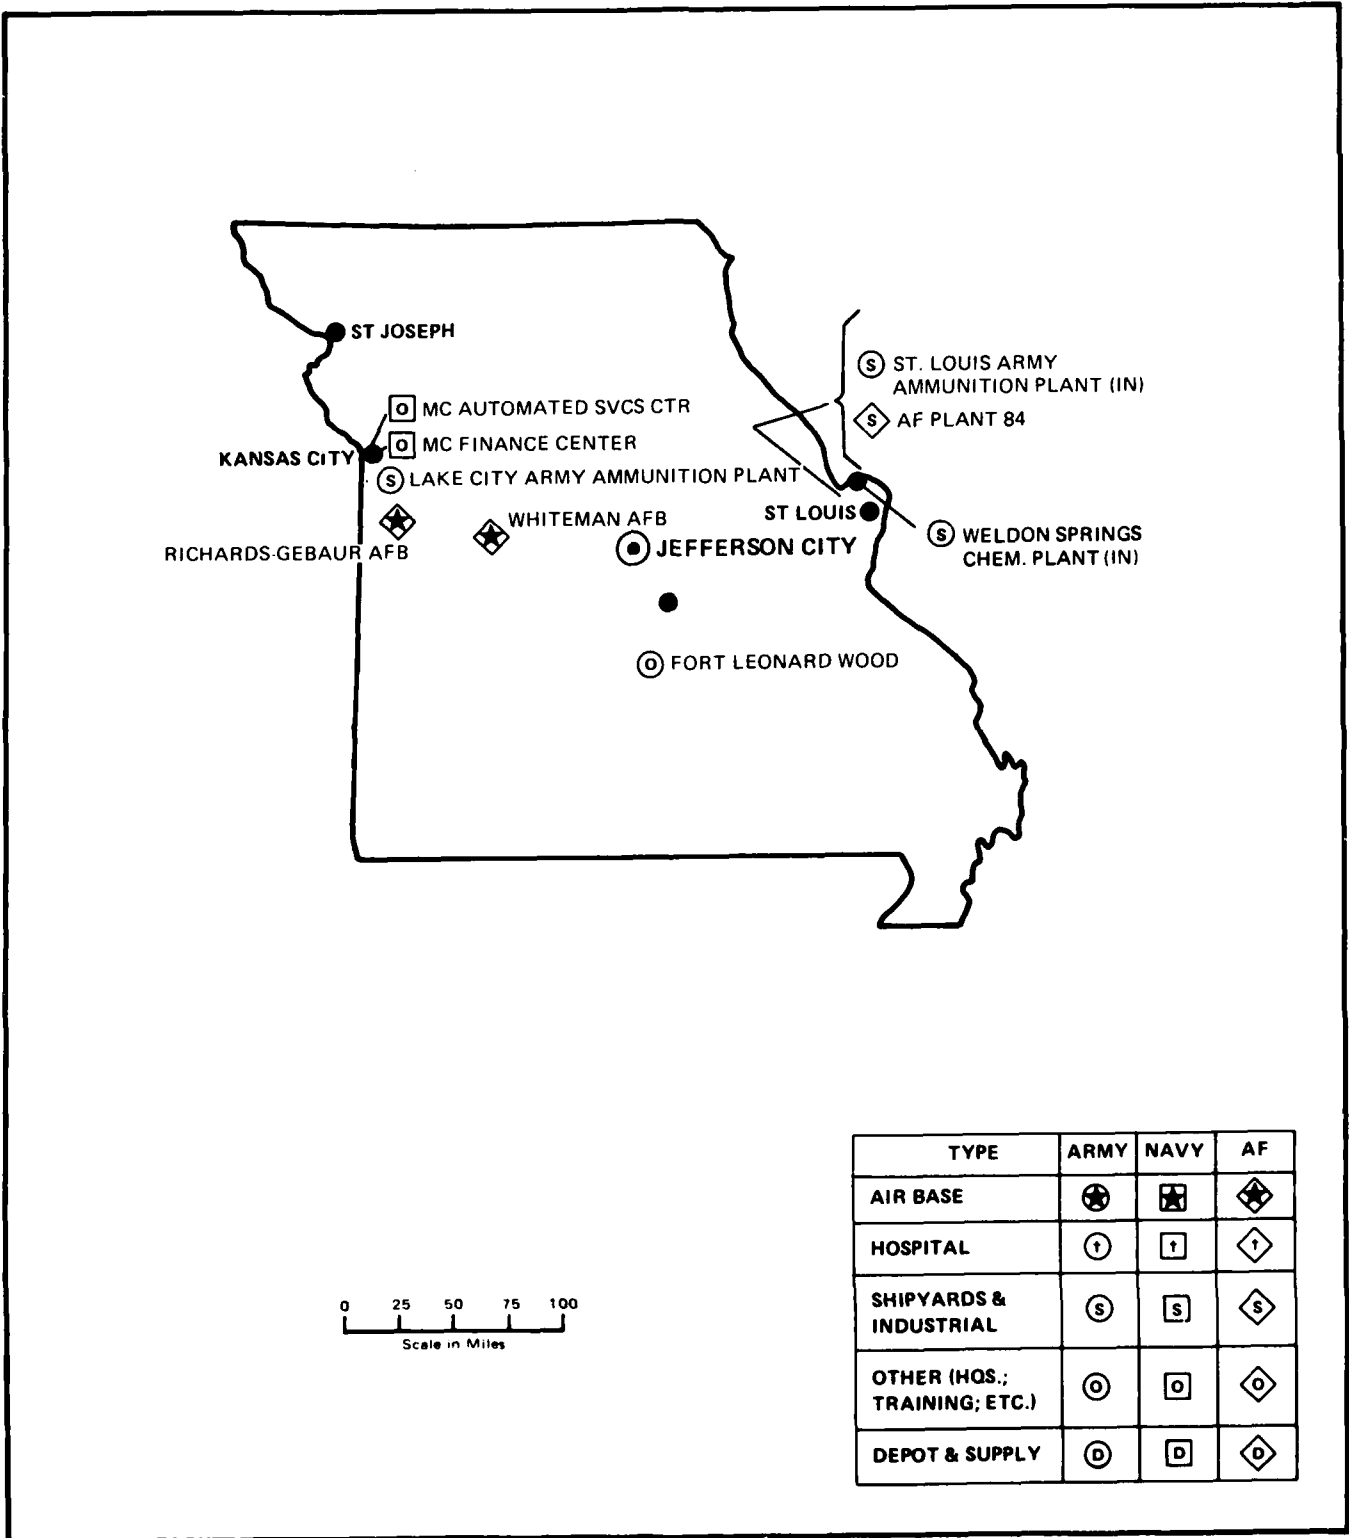 ST JOSEPH
O MC AUTOMATED SVCS CTR
O MC FINANCE CENTER
KANSAS CITY
S LAKE CITY ARMY AMMUNITION PLANT
RICHARDS-GEBAUR AFB
WHITEMAN AFB
JEFFERSON CITY
O FORT LEONARD WOOD
S ST. LOUIS ARMY
AMMUNITION PLANT (IN)
S AF PLANT 84
ST LOUIS
S WELDON SPRINGS
CHEM. PLANT (IN)
0 25 50 75 100
Scale in Miles
TYPE ARMY NAVY AF
AIR BASE
HOSPITAL
SHIPYARDS & INDUSTRIAL S S S
OTHER (HQS.; TRAINING; ETC.) O O O
DEPOT & SUPPLY D D D